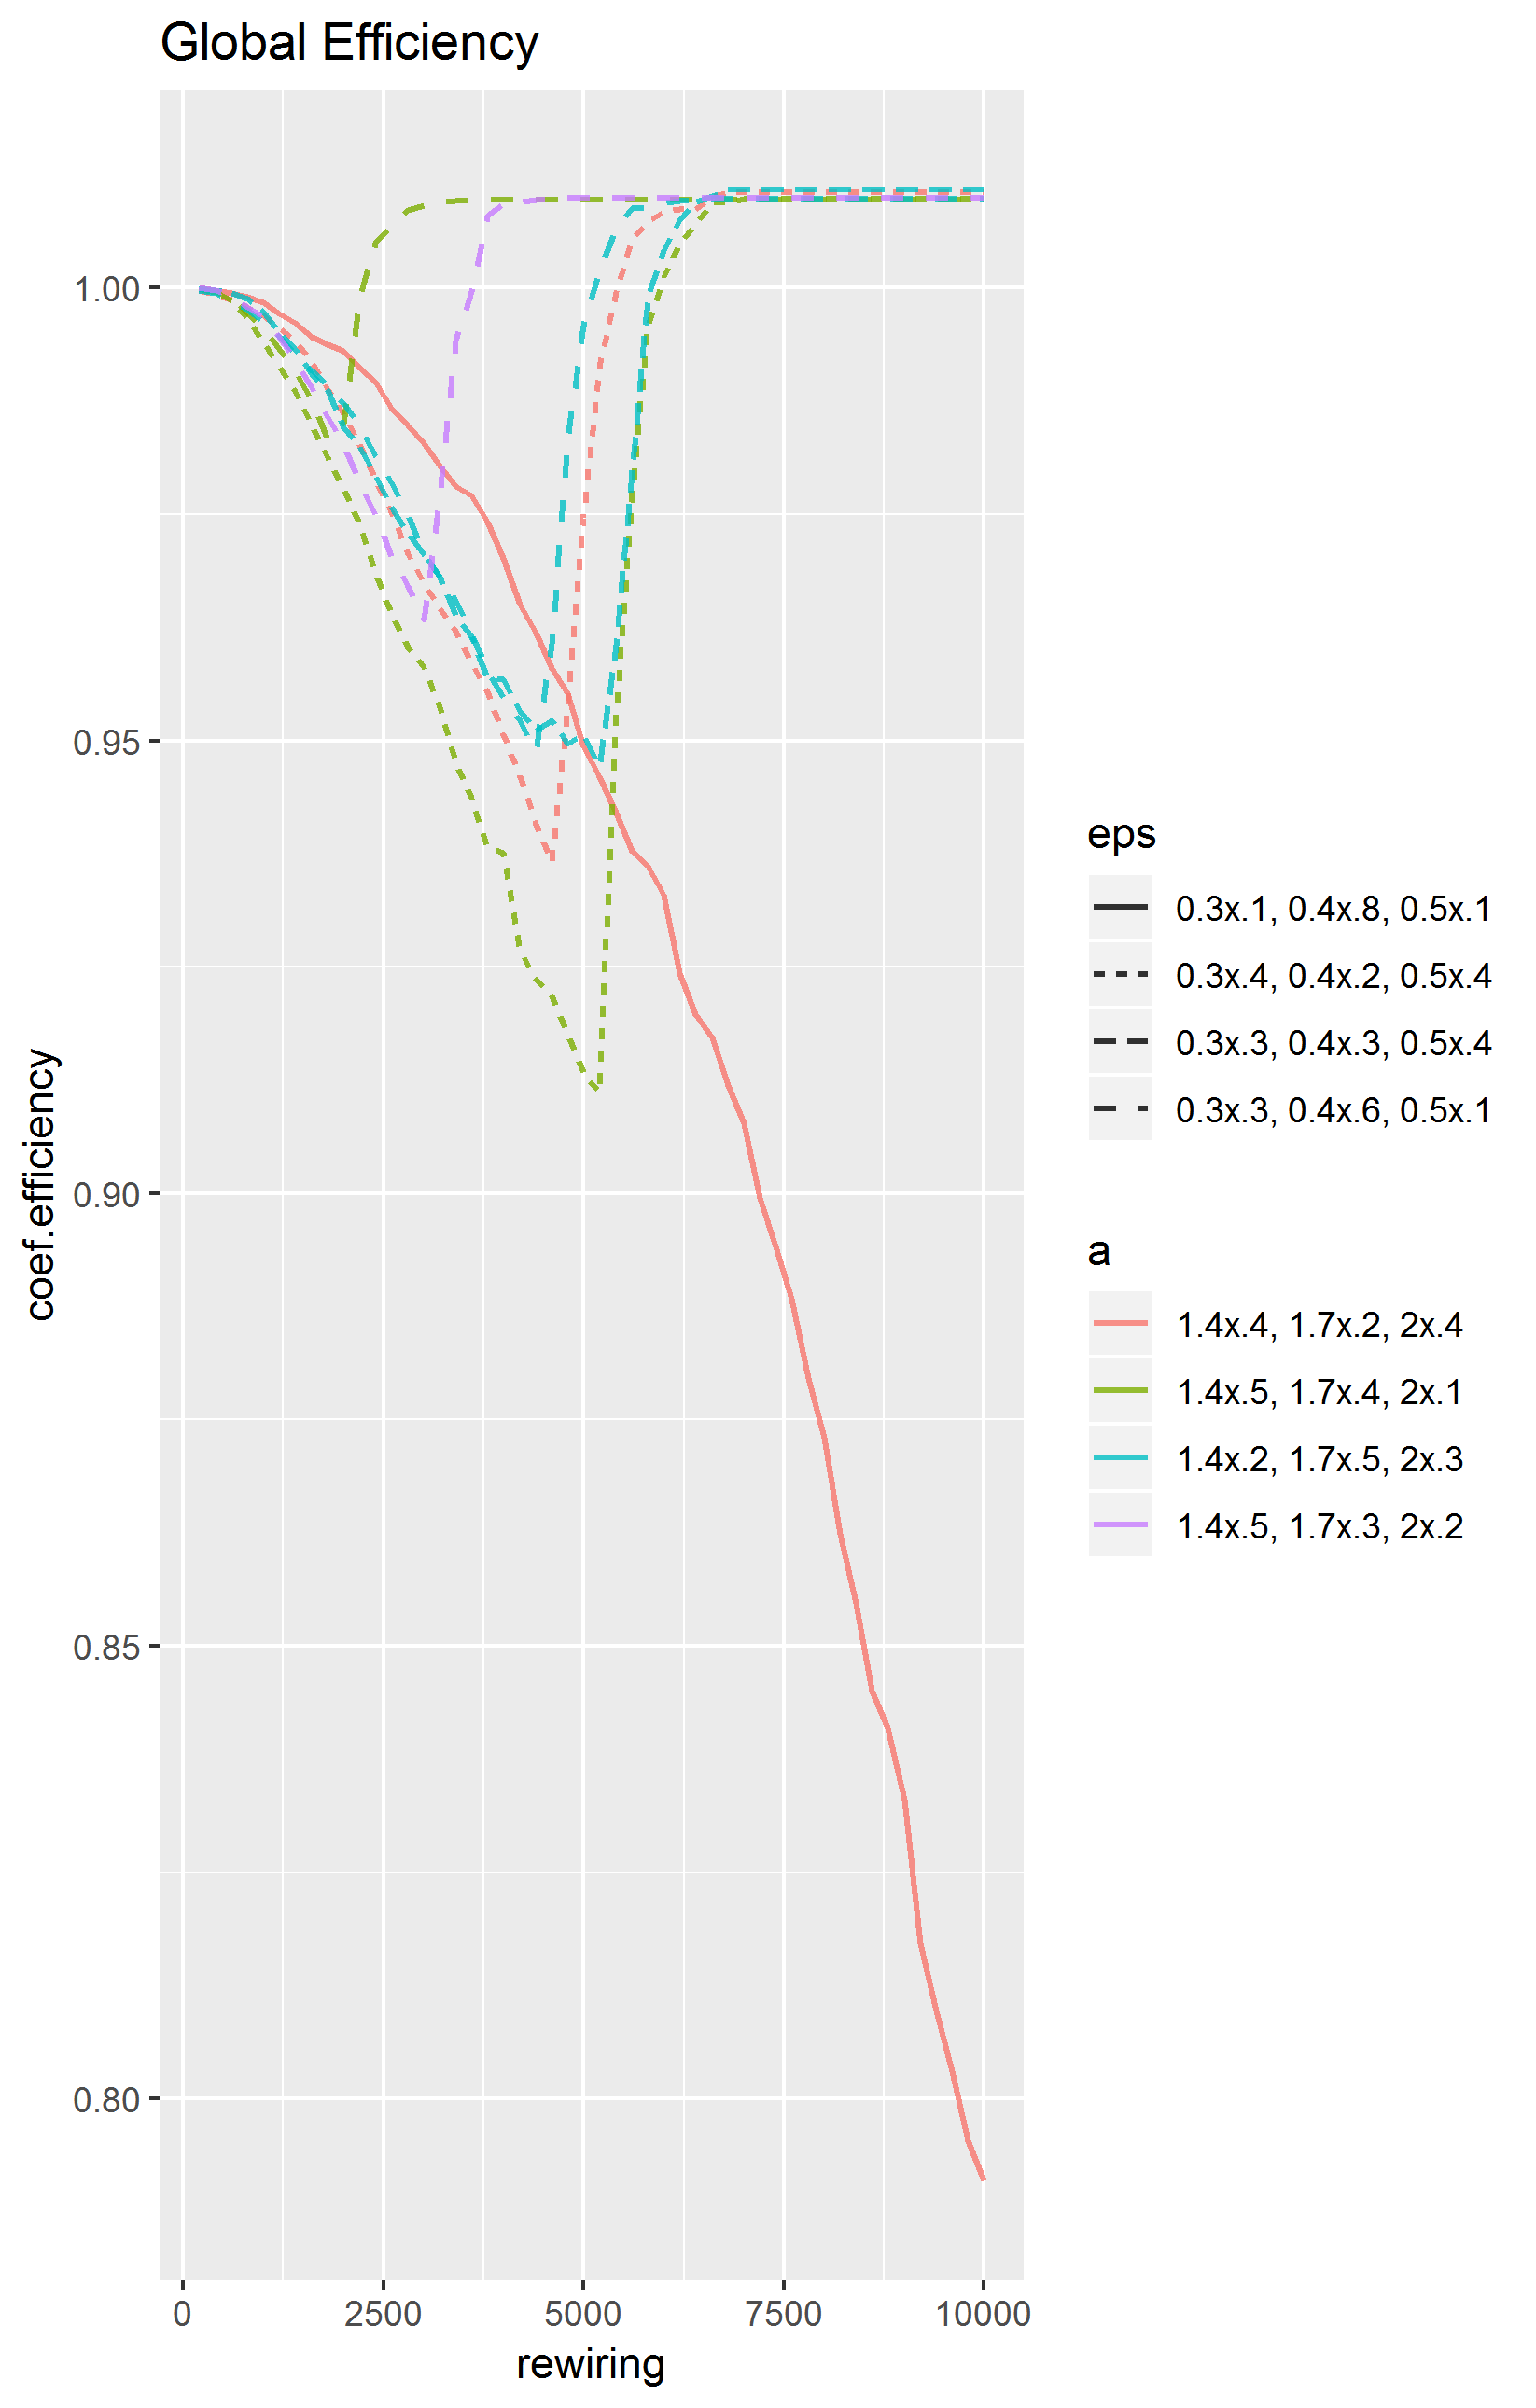 Global Efficiency
1.00
0.95
0.90
0.85
0.80
coef.efficiency
0 2500 5000 7500 10000
rewiring
eps
0.3x.1, 0.4x.8, 0.5x.1
0.3x.4, 0.4x.2, 0.5x.4
0.3x.3, 0.4x.3, 0.5x.4
0.3x.3, 0.4x.6, 0.5x.1
a
1.4x.4, 1.7x.2, 2x.4
1.4x.5, 1.7x.4, 2x.1
1.4x.2, 1.7x.5, 2x.3
1.4x.5, 1.7x.3, 2x.2